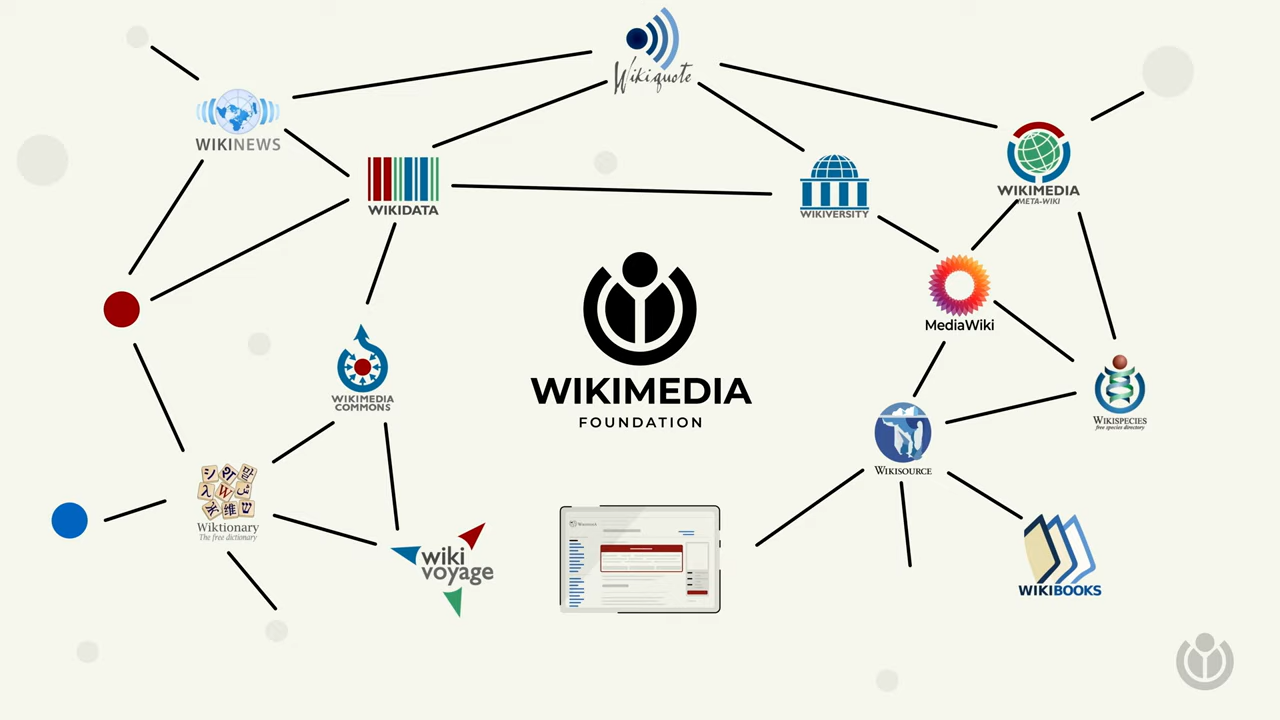 Wikiquote
WIKINEWS
WIKIDATA
WIKIVERSITY
WIKIMEDIA
META-WIKI
MediaWiki
WIKIMEDIA
COMMONS
WIKIMEDIA
FOUNDATION
WIKISPECIES
free species directory
WIKISOURCE
Wiktionary
The free dictionary
wiki
voyage
WIKIBOOKS